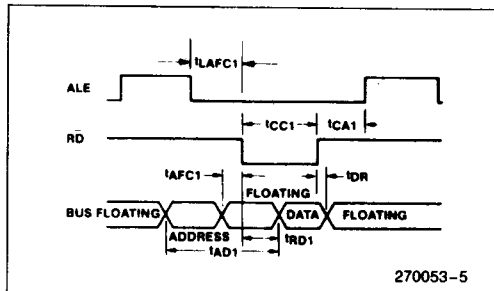 tLAFC1
ALE
tCC1
tCA1
RD
tAFC1
FLOATING
tDR
BUS FLOATING
DATA
FLOATING
ADDRESS
tRD1
tAD1
270053-5